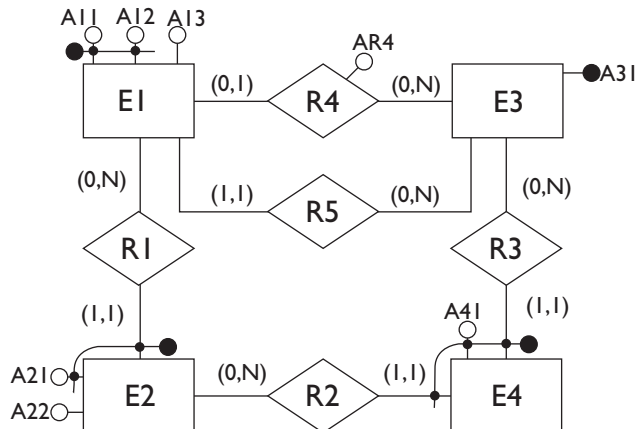 A11 A12 A13
AR4
E1 (0,1) R4 (0,N) E3 A31
(0,N) (1,1) R5 (0,N) (0,N)
R1 R3
(1,1) A41 (1,1)
A21 E2 (0,N) R2 (1,1) E4
A22